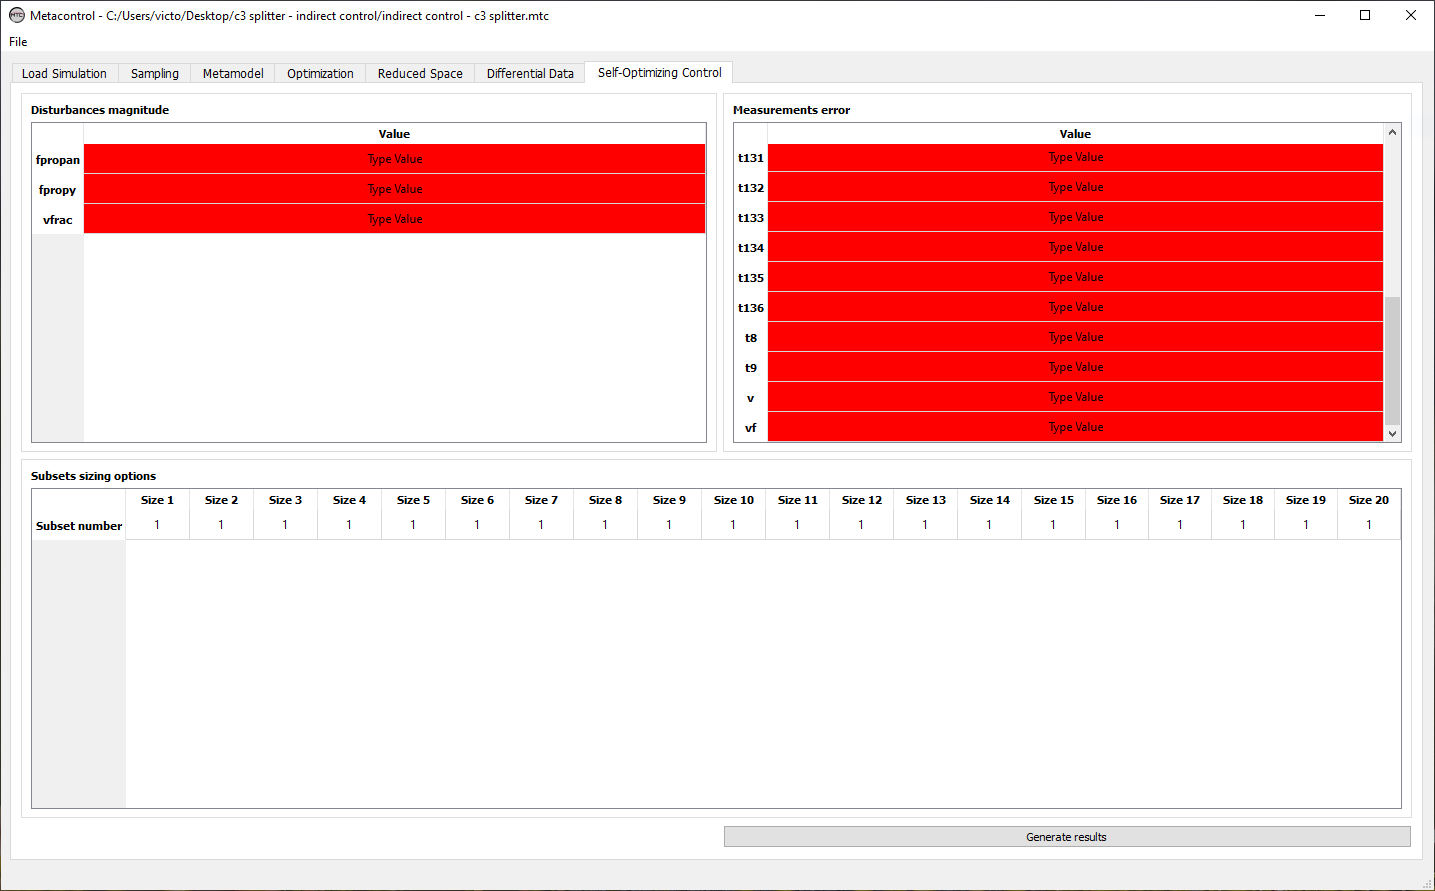 Metacontrol - C:/Users/victo/Desktop/c3 splitter - indirect control/indirect control - c3 splitter.mtc
File
Load Simulation Sampling Metamodel Optimization Reduced Space Differential Data Self-Optimizing Control
Disturbances magnitude
Value
fpropan Type Value
fpropy Type Value
vfrac Type Value
Measurements error
Value
t131 Type Value
t132 Type Value
t133 Type Value
t134 Type Value
t135 Type Value
t136 Type Value
t8 Type Value
t9 Type Value
v Type Value
vf Type Value
Subsets sizing options
Size 1 Size 2 Size 3 Size 4 Size 5 Size 6 Size 7 Size 8 Size 9 Size 10 Size 11 Size 12 Size 13 Size 14 Size 15 Size 16 Size 17 Size 18 Size 19 Size 20
Subset number 1 1 1 1 1 1 1 1 1 1 1 1 1 1 1 1 1 1 1 1
Generate results